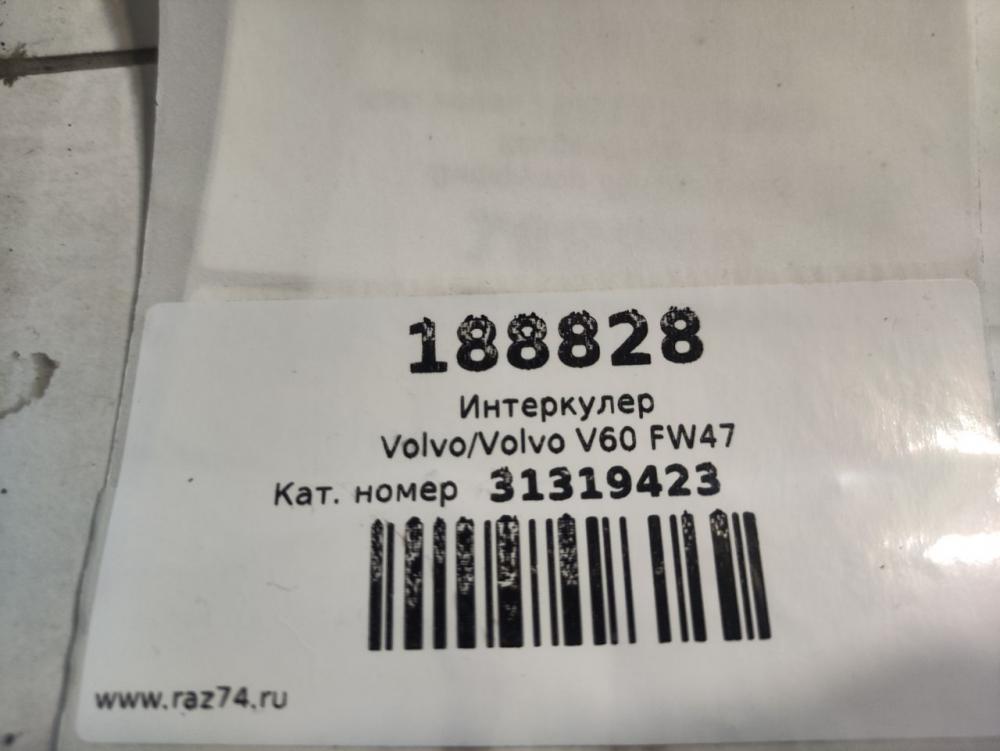 188828
Интеркулер
Volvo/Volvo V60 FW47
Кат. номер 31319423
www.raz74.ru